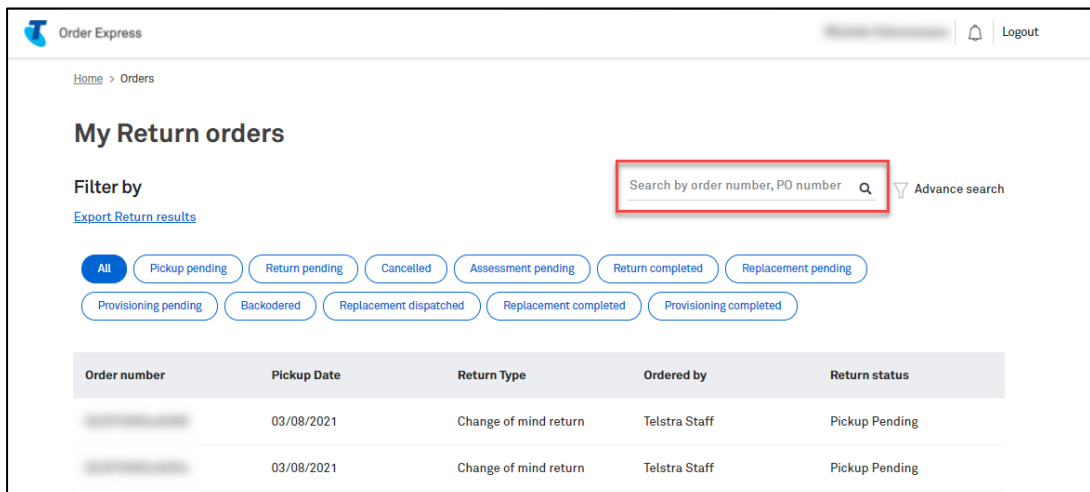 Order Express
Logout
Home > Orders
My Return orders
Filter by
Search by order number, PO number
Advance search
Export Return results
All Pickup pending Return pending Cancelled Assessment pending Return completed Replacement pending
Provisioning pending Backodered Replacement dispatched Replacement completed Provisioning completed
Order number Pickup Date Return Type Ordered by Return status
03/08/2021 Change of mind return Telstra Staff Pickup Pending
03/08/2021 Change of mind return Telstra Staff Pickup Pending